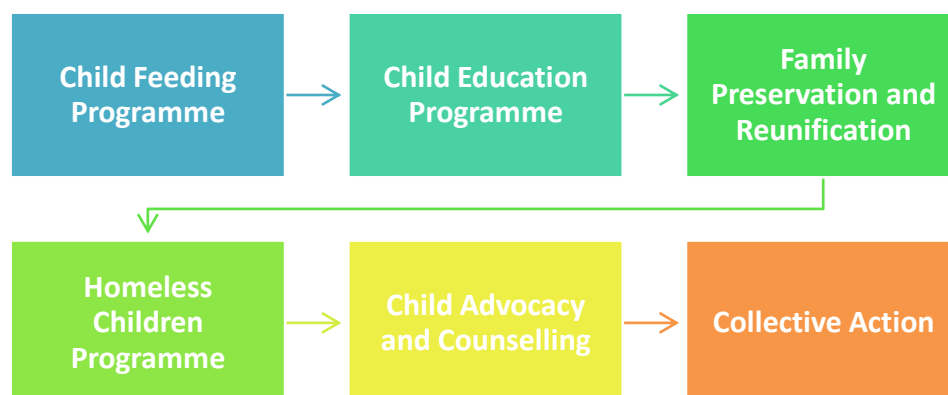 Child Feeding
Programme
Child Education
Programme
Family
Preservation and
Reunification
Homeless
Children
Programme
Child Advocacy
and Counselling
Collective Action